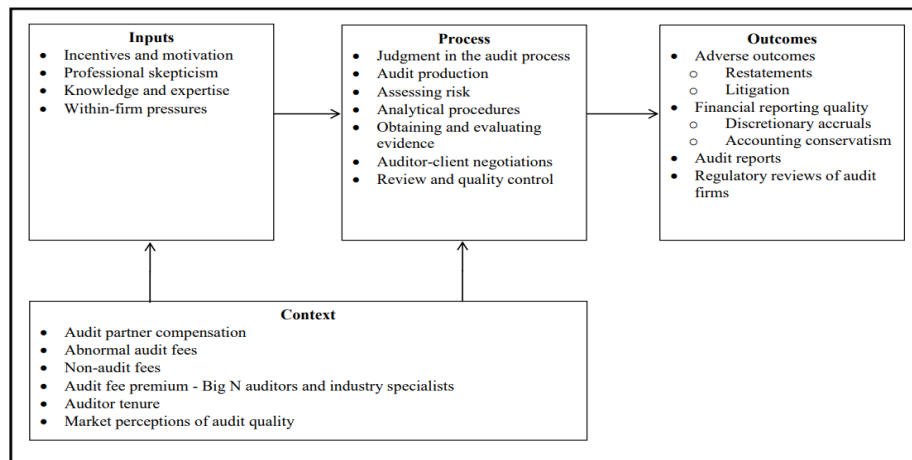 Inputs
• Incentives and motivation
• Professional skepticism
• Knowledge and expertise
• Within-firm pressures
Process
• Judgment in the audit process
• Audit production
• Assessing risk
• Analytical procedures
• Obtaining and evaluating
evidence
• Auditor-client negotiations
• Review and quality control
Outcomes
• Adverse outcomes
o Restatements
o Litigation
• Financial reporting quality
o Discretionary accruals
o Accounting conservatism
• Audit reports
• Regulatory reviews of audit
firms
Context
• Audit partner compensation
• Abnormal audit fees
• Non-audit fees
• Audit fee premium - Big N auditors and industry specialists
• Auditor tenure
• Market perceptions of audit quality